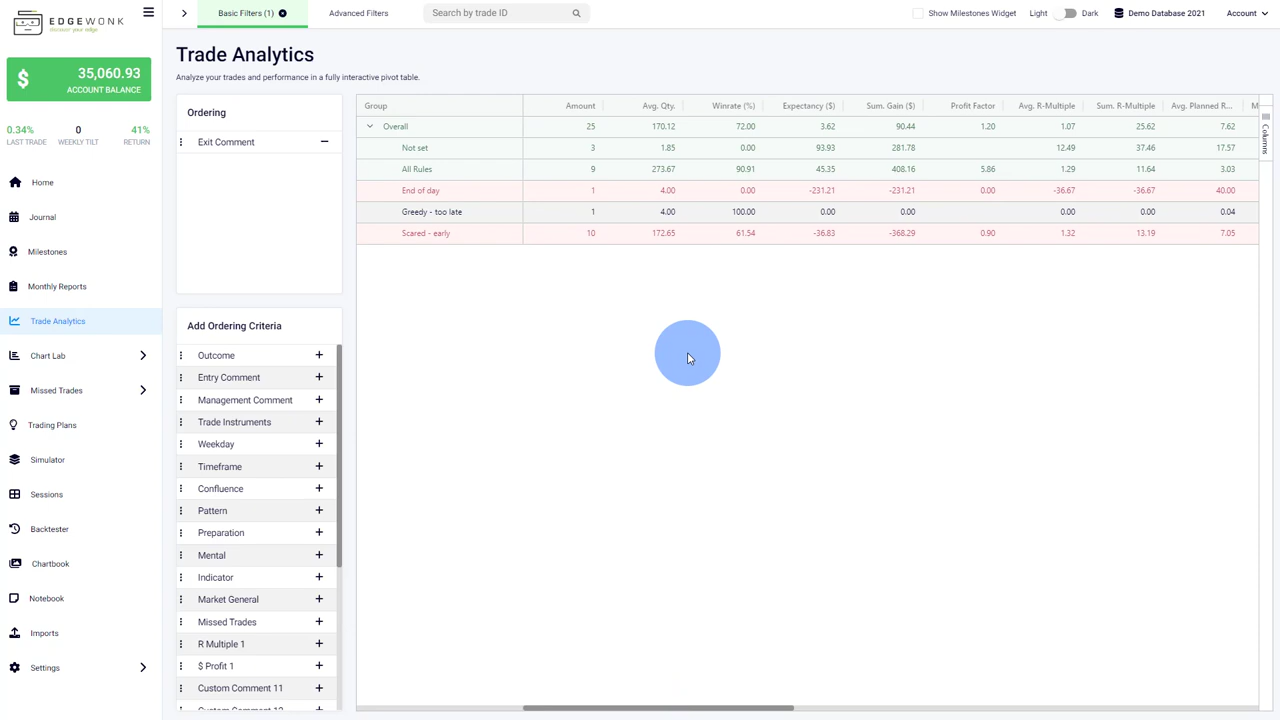 EDGEWONK
discover your edge
$
35,060.93
ACCOUNT BALANCE
0.34% 0 41%
LAST TRADE WEEKLY TILT RETURN
Home
Journal
Milestones
Monthly Reports
Trade Analytics
Chart Lab
Missed Trades
Trading Plans
Simulator
Sessions
Backtester
Chartbook
Notebook
Imports
Settings
Basic Filters (1) Advanced Filters Search by trade ID Show Milestones Widget Light Dark Demo Database 2021 Account
Trade Analytics
Analyze your trades and performance in a fully interactive pivot table.
Ordering
Exit Comment
Add Ordering Criteria
Outcome
Entry Comment
Management Comment
Trade Instruments
Weekday
Timeframe
Confluence
Pattern
Preparation
Mental
Indicator
Market General
Missed Trades
R Multiple 1
$ Profit 1
Custom Comment 11
Custom Comment 12
Group Amount Avg. Qty. Winrate (%) Expectancy ($) Sum. Gain ($) Profit Factor Avg. R-Multiple Sum. R-Multiple Avg. Planned R... M
Overall 25 170.12 72.00 3.62 90.44 1.20 1.07 25.62 7.62
Not set 3 1.85 0.00 93.93 281.78 12.49 37.46 17.57
All Rules 9 273.67 90.91 45.35 408.16 5.86 1.29 11.64 3.03
End of day 1 4.00 0.00 -231.21 -231.21 0.00 -36.67 -36.67 40.00
Greedy - too late 1 4.00 100.00 0.00 0.00 0.00 0.00 0.04
Scared - early 10 172.65 61.54 -36.83 -368.29 0.90 1.32 13.19 7.05
Columns